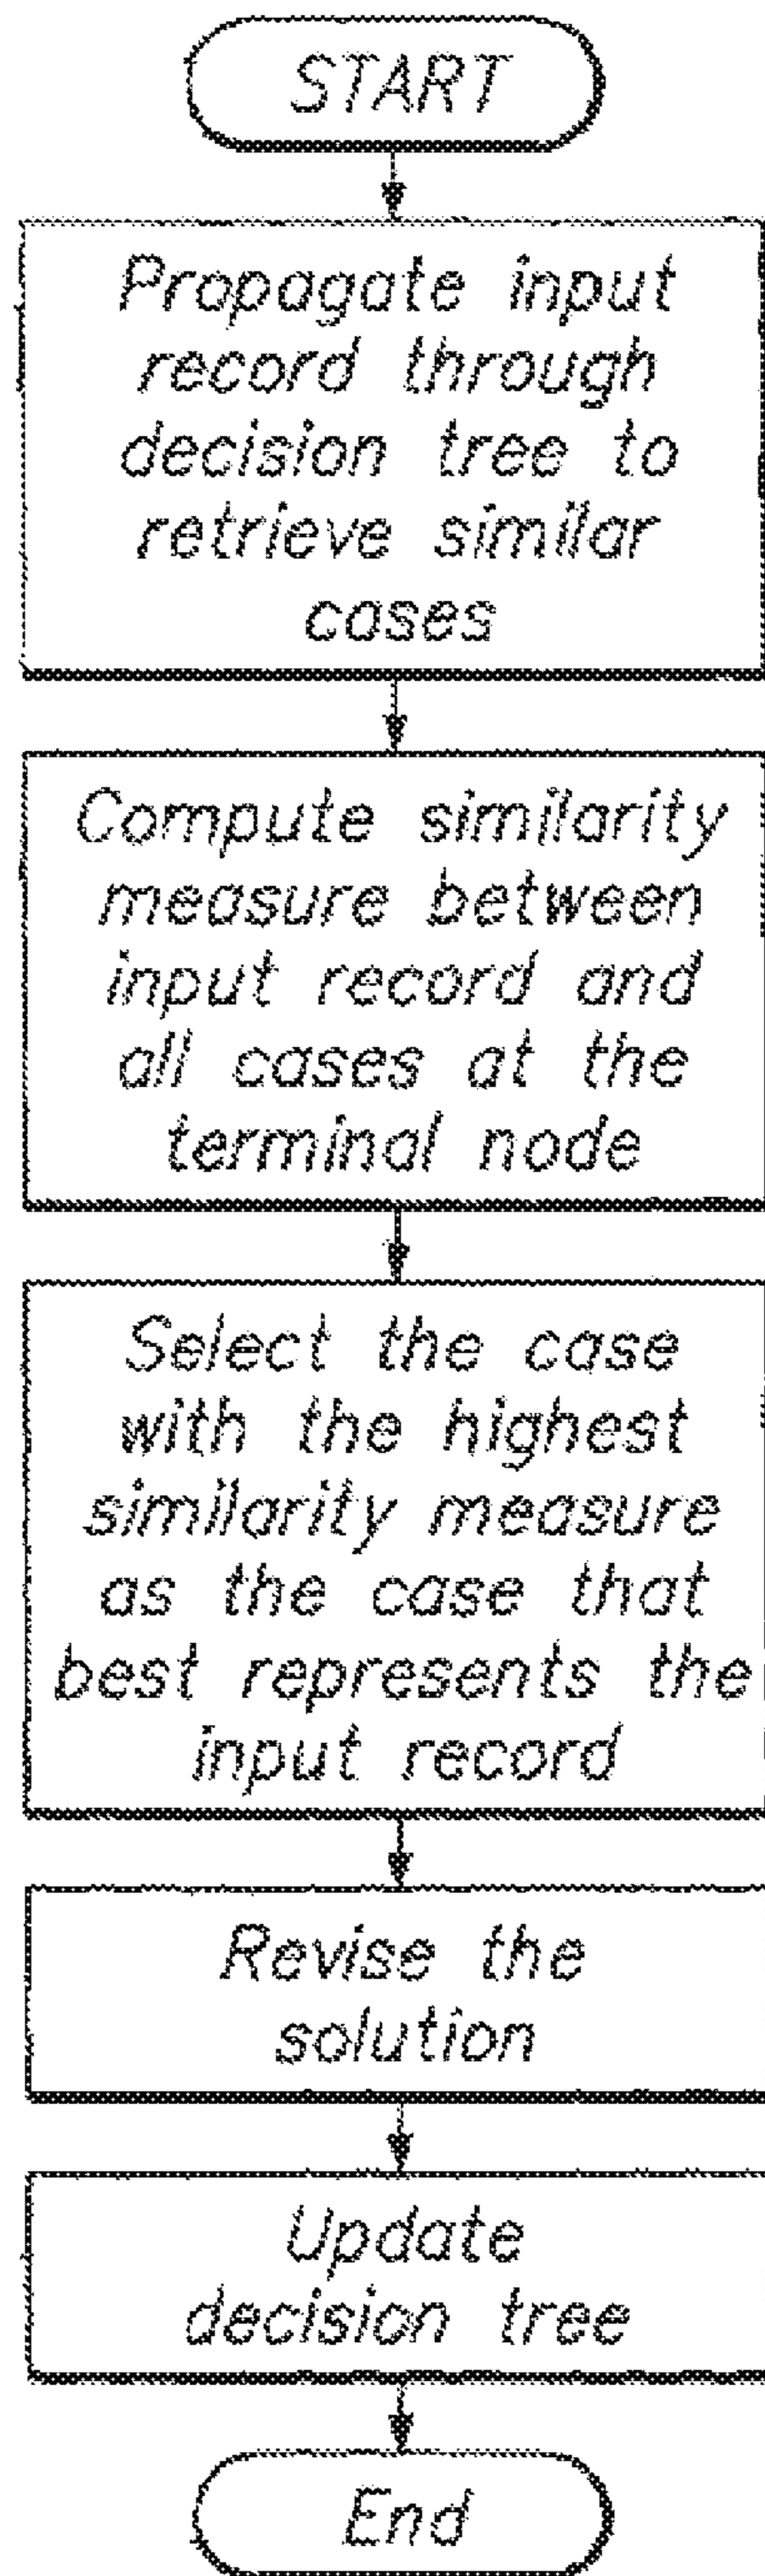 START
Propagate input
record through
decision tree to
retrieve similar
cases
Compute similarity
measure between
input record and
all cases at the
terminal node
Select the case
with the highest
similarity measure
as the case that
best represents the
input record
Revise the
solution
Update
decision tree
End